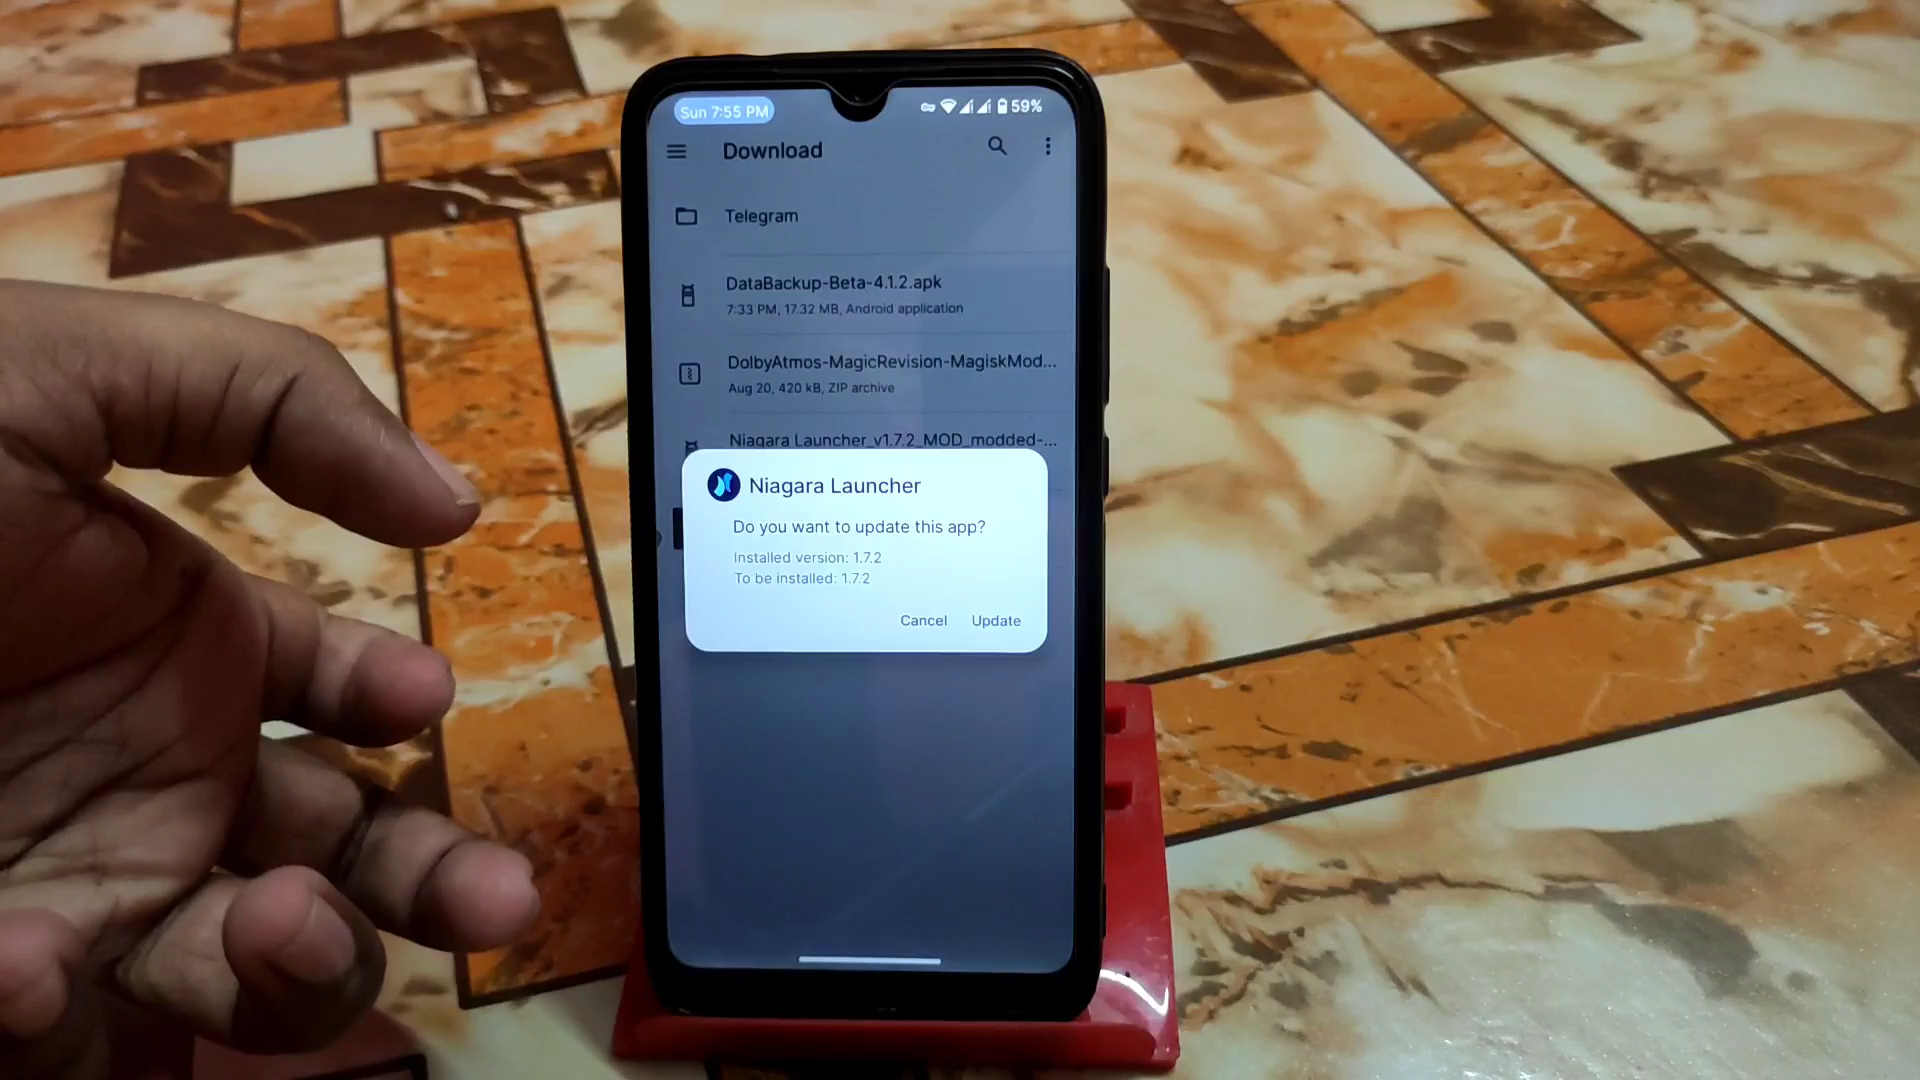 Sun 7:55 PM
59%
Download
Telegram
DataBackup-Beta-4.1.2.apk
7:33 PM, 17.32 MB, Android application
DolbyAtmos-MagicRevision-MagiskMod...
Aug 20, 420 kB, ZIP archive
Niagara Launcher_v1.7.2_MOD_modded-...
Niagara Launcher
Do you want to update this app?
Installed version: 1.7.2
To be installed: 1.7.2
Cancel Update